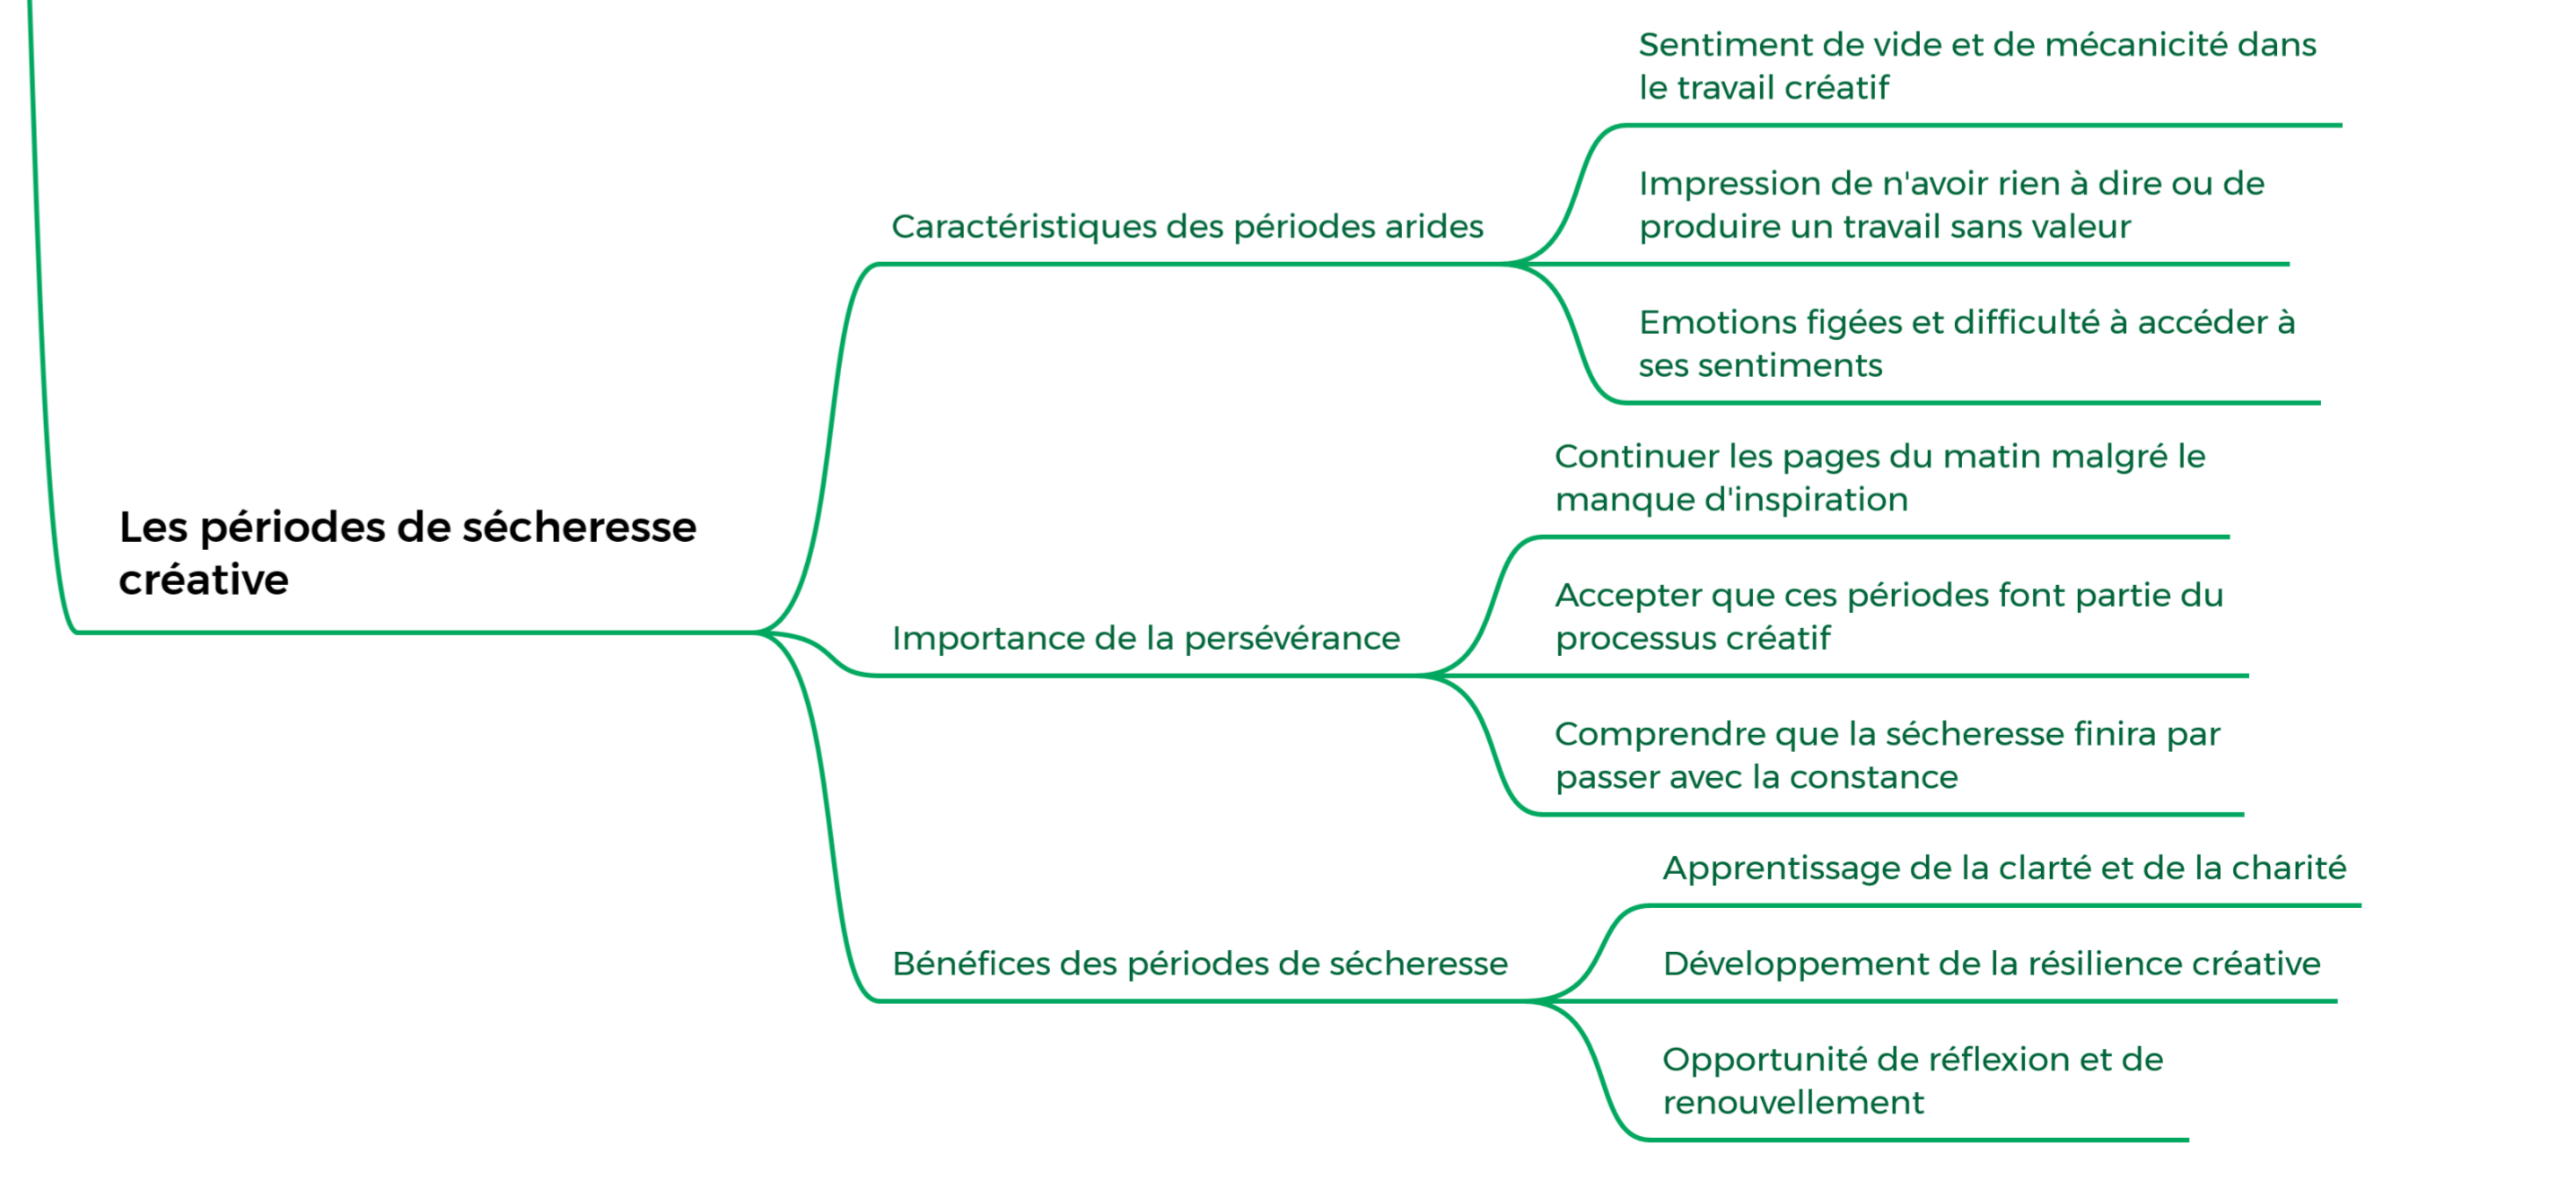 Les périodes de sécheresse
créative
Caractéristiques des périodes arides
Sentiment de vide et de mécanicité dans
le travail créatif
Impression de n'avoir rien à dire ou de
produire un travail sans valeur
Emotions figées et difficulté à accéder à
ses sentiments
Importance de la persévérance
Continuer les pages du matin malgré le
manque d'inspiration
Accepter que ces périodes font partie du
processus créatif
Comprendre que la sécheresse finira par
passer avec la constance
Bénéfices des périodes de sécheresse
Apprentissage de la clarté et de la charité
Développement de la résilience créative
Opportunité de réflexion et de
renouvellement